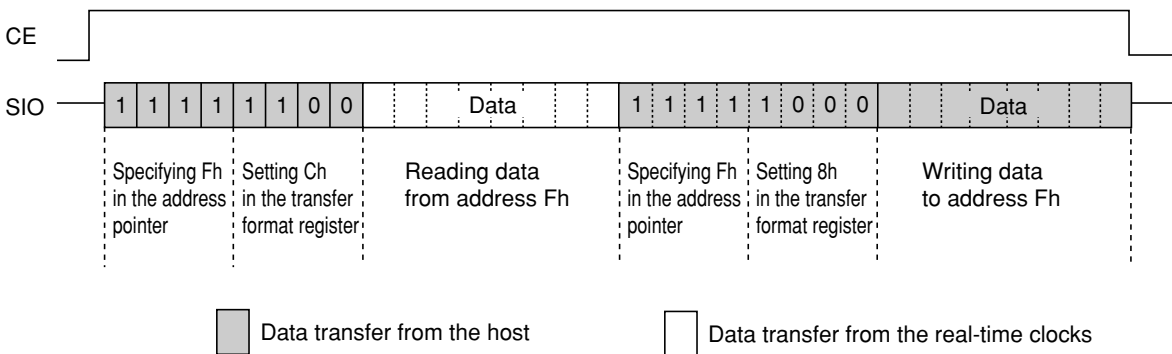 CE
SIO 1 1 1 1 1 1 0 0 Data 1 1 1 1 1 0 0 0 Data
Specifying Fh
in the address
pointer
Setting Ch
in the transfer
format register
Reading data
from address Fh
Specifying Fh
in the address
pointer
Setting 8h
in the transfer
format register
Writing data
to address Fh
Data transfer from the host
Data transfer from the real-time clocks